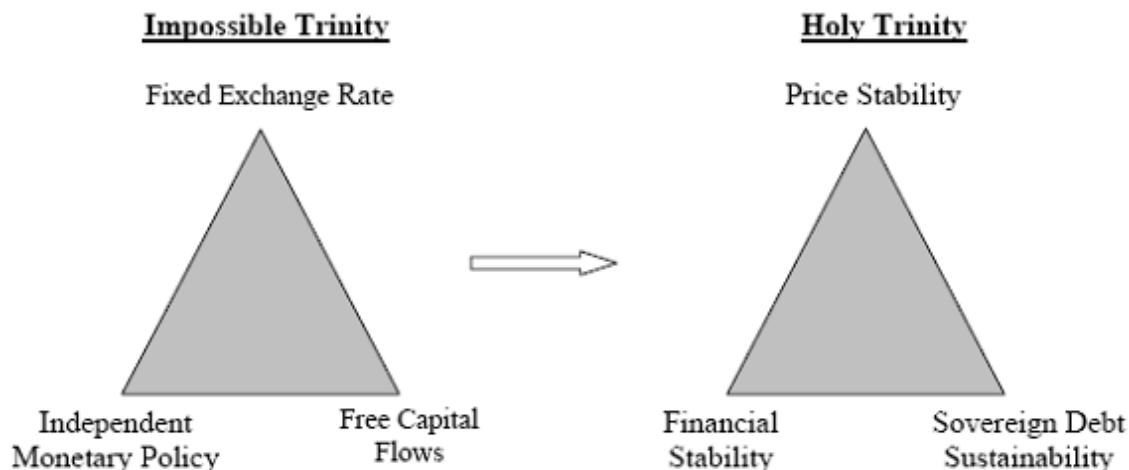 Impossible Trinity
Fixed Exchange Rate
Independent
Monetary Policy
Free Capital
Flows
Holy Trinity
Price Stability
Financial
Stability
Sovereign Debt
Sustainability